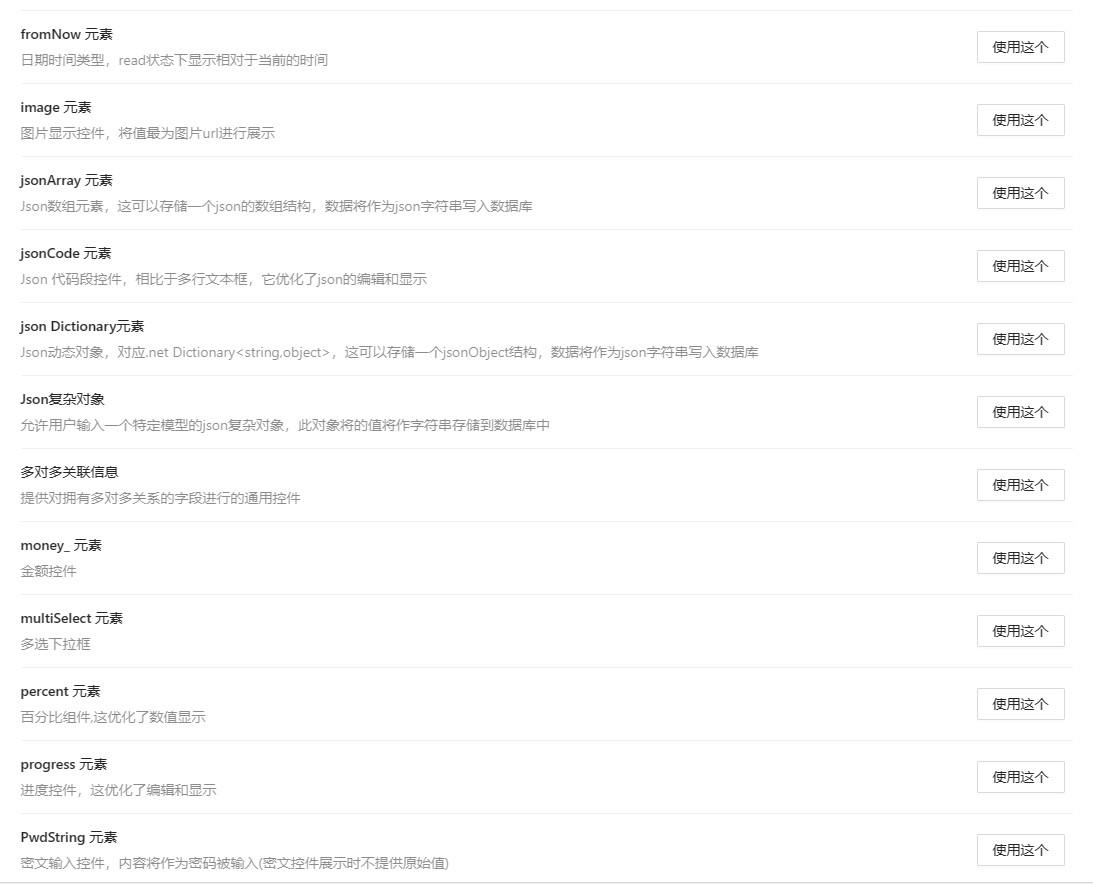 fromNow 元素
日期时间类型，read状态下显示相对于当前的时间
使用这个
image 元素
图片显示控件，将值最为图片url进行展示
使用这个
jsonArray 元素
Json数组元素，这可以存储一个json的数组结构，数据将作为json字符串写入数据库
使用这个
jsonCode 元素
Json 代码段控件，相比于多行文本框，它优化了json的编辑和显示
使用这个
json Dictionary元素
Json动态对象，对应.net Dictionary<string,object>，这可以存储一个jsonObject结构，数据将作为json字符串写入数据库
使用这个
Json复杂对象
允许用户输入一个特定模型的json复杂对象，此对象将的值将作字符串存储到数据库中
使用这个
多对多关联信息
提供对拥有多对多关系的字段进行的通用控件
使用这个
money_ 元素
金额控件
使用这个
multiSelect 元素
多选下拉框
使用这个
percent 元素
百分比组件,这优化了数值显示
使用这个
progress 元素
进度控件，这优化了编辑和显示
使用这个
PwdString 元素
密文输入控件，内容将作为密码被输入(密文控件展示时不提供原始值)
使用这个